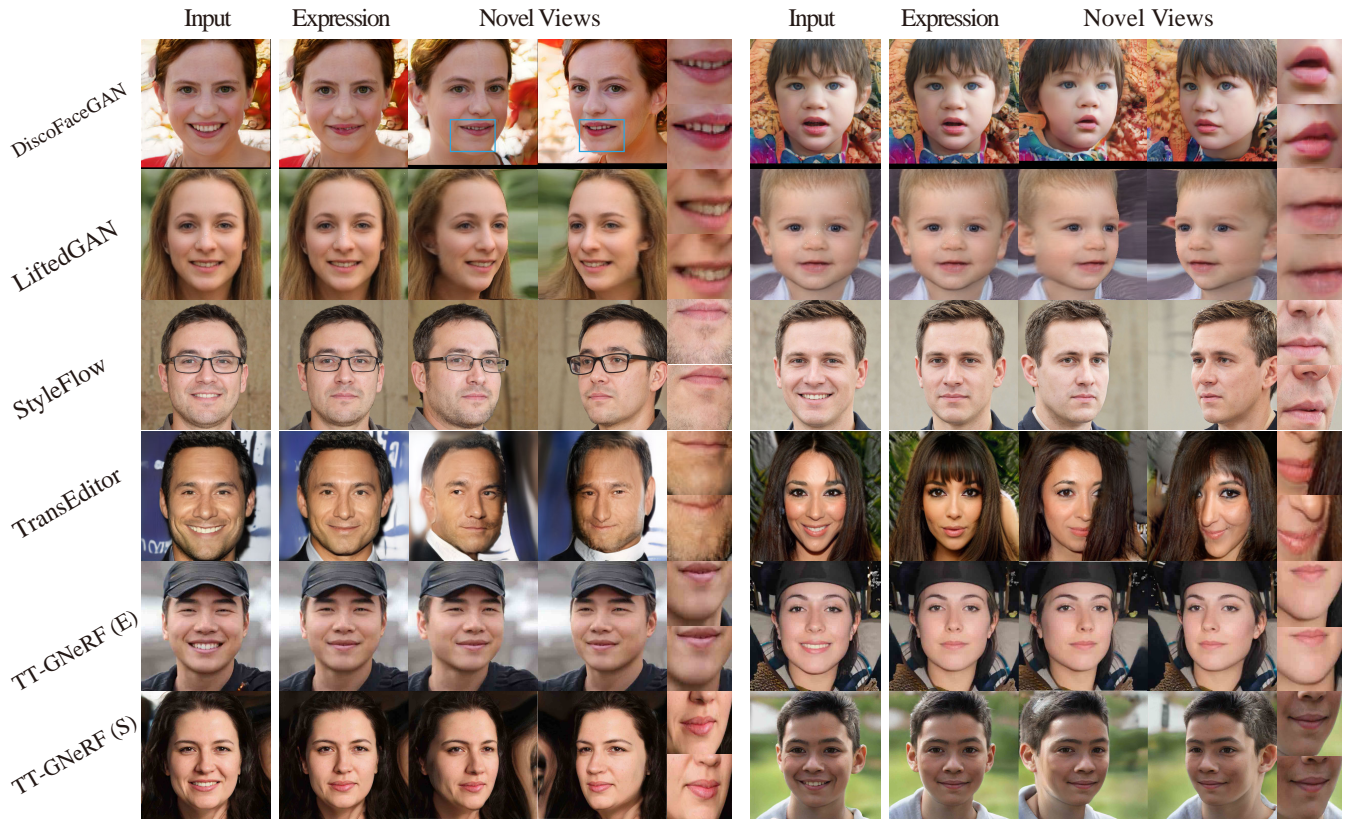 Input Expression Novel Views Input Expression Novel Views
DiscoFaceGAN
LiftedGAN
StyleFlow
TransEditor
TT-GNeRF (E)
TT-GNeRF (S)